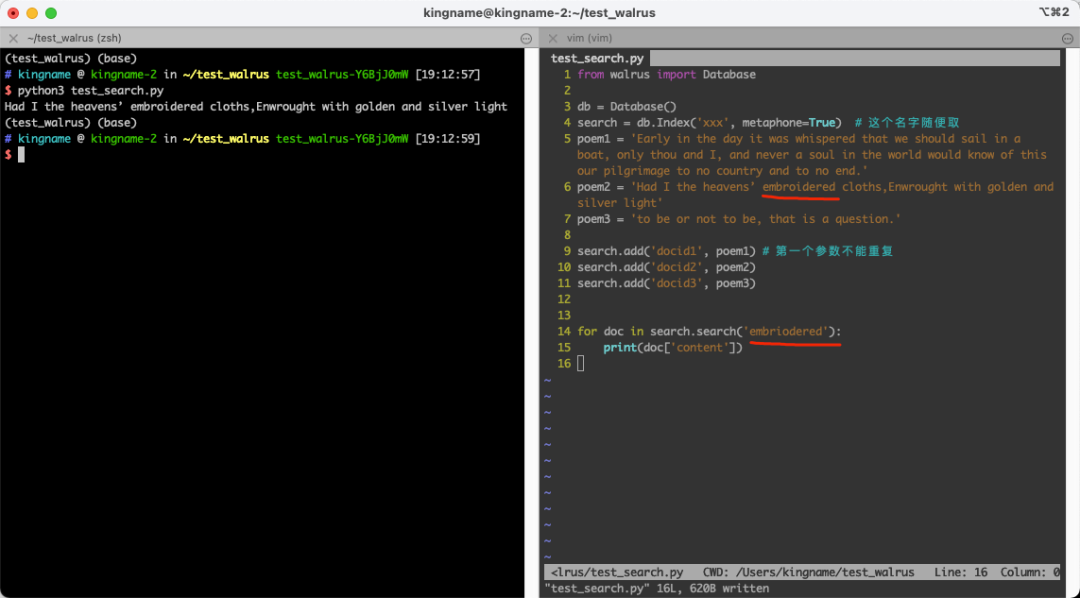 kingname@kingname-2:~/test_walrus
⌥⌘2
~/test_walrus (zsh)
vim (vim)
(test_walrus) (base)
# kingname @ kingname-2 in ~/test_walrus test_walrus-Y6BjJ0mW [19:12:57]
$ python3 test_search.py
Had I the heavens’ embroidered cloths,Enwrought with golden and silver light
(test_walrus) (base)
# kingname @ kingname-2 in ~/test_walrus test_walrus-Y6BjJ0mW [19:12:59]
$
test_search.py
1 from walrus import Database
2
3 db = Database()
4 search = db.Index('xxx', metaphone=True)  # 这个名字随便取
5 poem1 = 'Early in the day it was whispered that we should sail in a
boat, only thou and I, and never a soul in the world would know of this
our pilgrimage to no country and to no end.'
6 poem2 = 'Had I the heavens’ embroidered cloths,Enwrought with golden and
silver light'
7 poem3 = 'to be or not to be, that is a question.'
8
9 search.add('docid1', poem1) # 第一个参数不能重复
10 search.add('docid2', poem2)
11 search.add('docid3', poem3)
12
13
14 for doc in search.search('embriodered'):
15     print(doc['content'])
16
~
~
~
~
~
~
~
~
~
~
~
~
<lrus/test_search.py   CWD: /Users/kingname/test_walrus   Line: 16  Column: 0
"test_search.py" 16L, 620B written